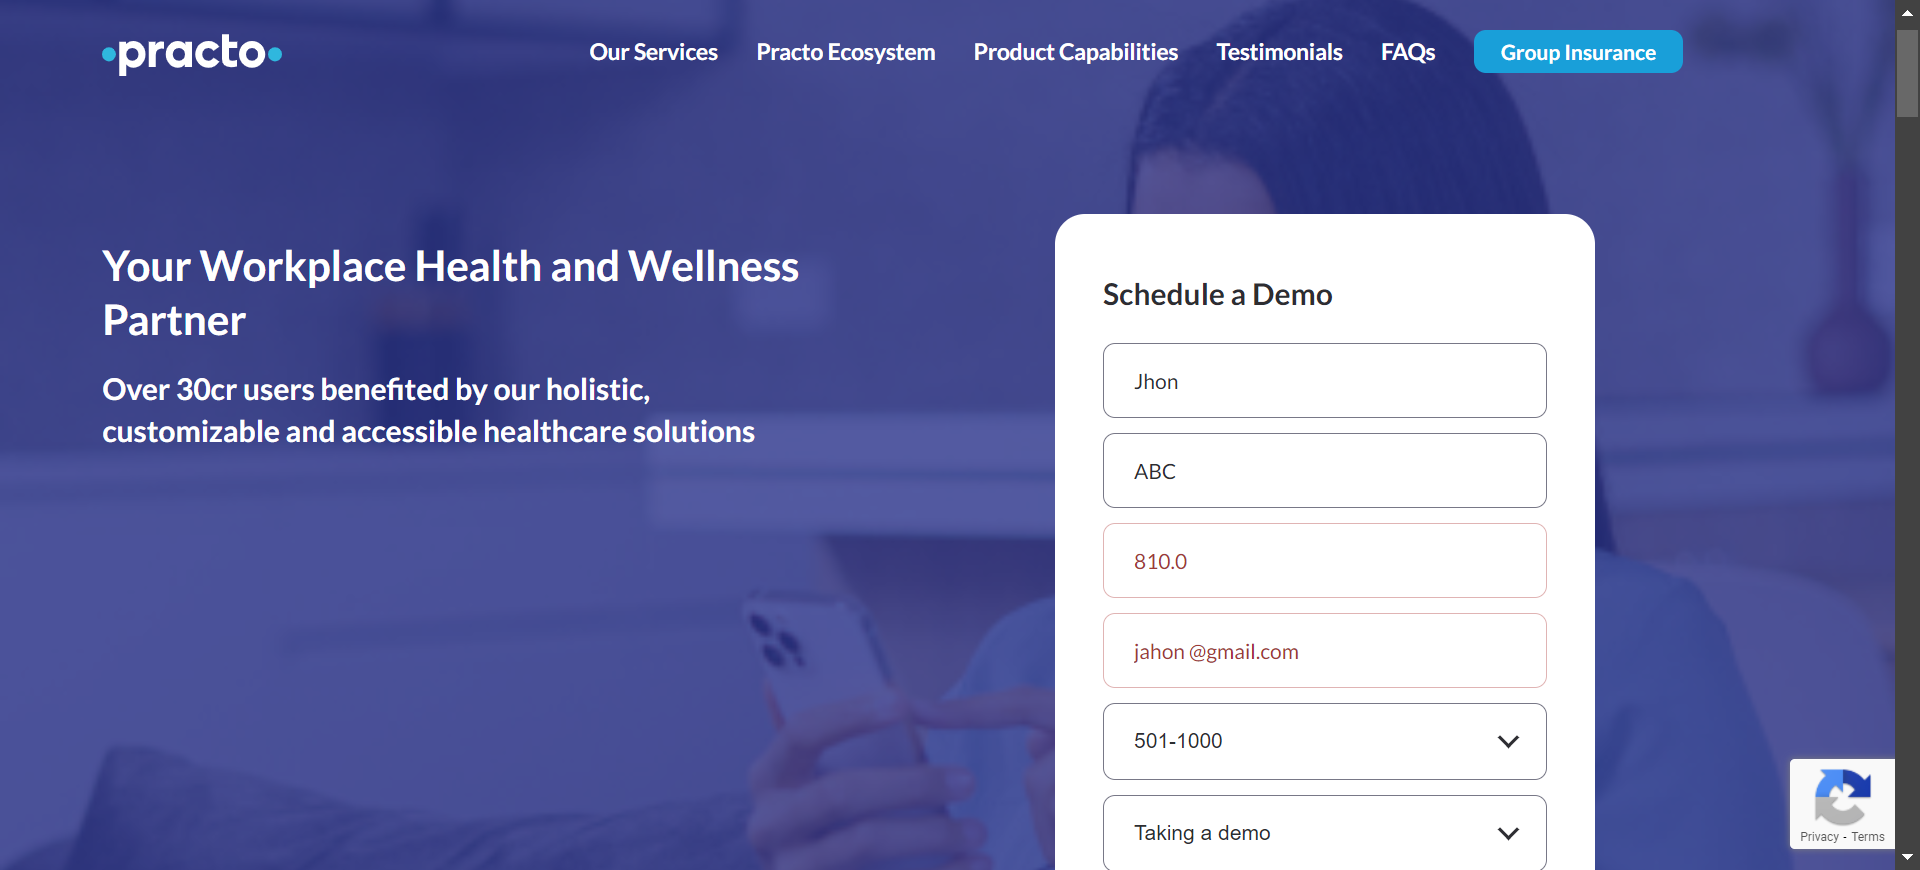 practo
Our Services
Practo Ecosystem
Product Capabilities
Testimonials
FAQs
Group Insurance
Your Workplace Health and Wellness
Partner
Over 30cr users benefited by our holistic,
customizable and accessible healthcare solutions
Schedule a Demo
Jhon
ABC
810.0
jahon @gmail.com
501-1000
Taking a demo
Privacy - Terms